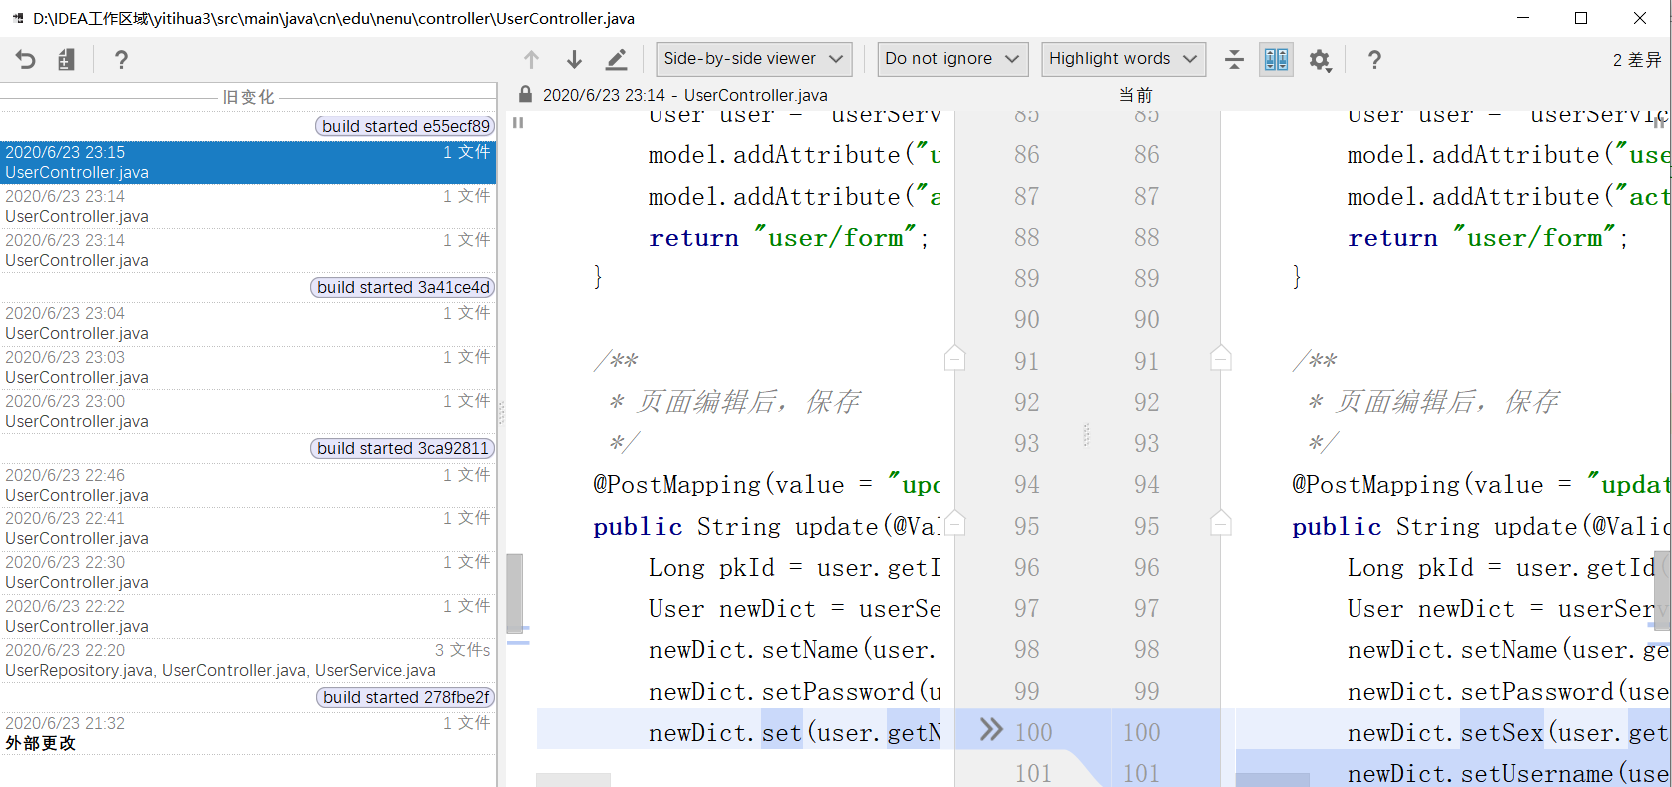 D:\IDEA工作区域\yitihua3\src\main\java\cn\edu\nenu\controller\UserController.java
Side-by-side viewer
Do not ignore
Highlight words
2 差异
旧变化
build started e55ecf89
2020/6/23 23:15 1 文件
UserController.java
2020/6/23 23:14 1 文件
UserController.java
2020/6/23 23:14 1 文件
UserController.java
build started 3a41ce4d
2020/6/23 23:04 1 文件
UserController.java
2020/6/23 23:03 1 文件
UserController.java
2020/6/23 23:00 1 文件
UserController.java
build started 3ca92811
2020/6/23 22:46 1 文件
UserController.java
2020/6/23 22:41 1 文件
UserController.java
2020/6/23 22:30 1 文件
UserController.java
2020/6/23 22:22 1 文件
UserController.java
2020/6/23 22:20 3 文件s
UserRepository.java, UserController.java, UserService.java
build started 278fbe2f
2020/6/23 21:32 1 文件
外部更改
2020/6/23 23:14 - UserController.java
当前
User user = userServ 85 85 User user = userServic
model.addAttribute("u 86 86 model.addAttribute("use
model.addAttribute("a 87 87 model.addAttribute("act
return "user/form"; 88 88 return "user/form";
} 89 89 }
90 90
/** 91 91 /**
* 页面编辑后，保存 92 92 * 页面编辑后，保存
*/ 93 93 */
@PostMapping(value = "upd 94 94 @PostMapping(value = "updat
public String update(@Val 95 95 public String update(@Valid
Long pkId = user.getI 96 96 Long pkId = user.getId(
User newDict = userSe 97 97 User newDict = userServ
newDict.setName(user. 98 98 newDict.setName(user.ge
newDict.setPassword(u 99 99 newDict.setPassword(use
newDict.set(user.getN 100 100 newDict.setSex(user.get
101 101 newDict.setUsername(use